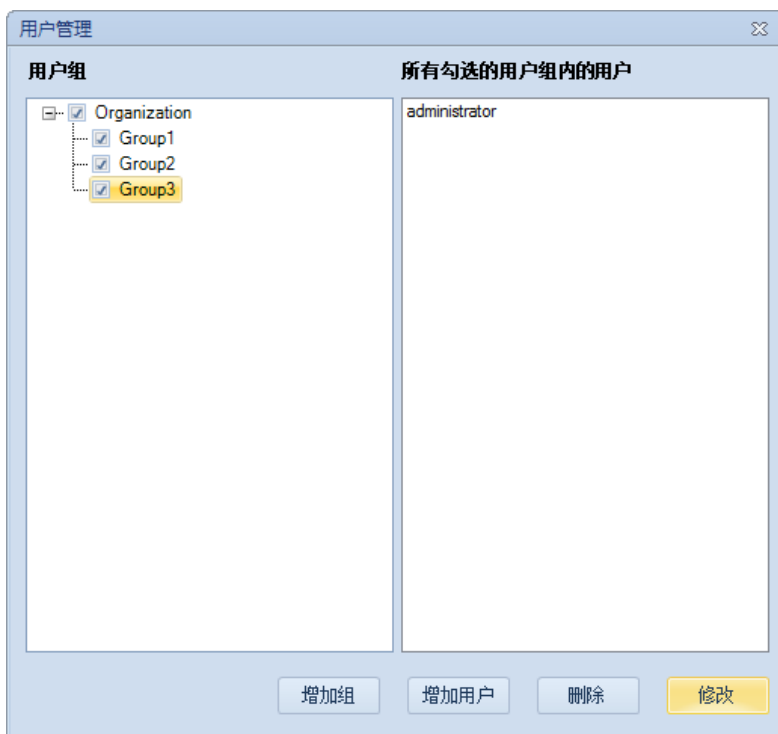 用户管理
用户组
所有勾选的用户组内的用户
Organization
Group1
Group2
Group3
administrator
增加组
增加用户
删除
修改